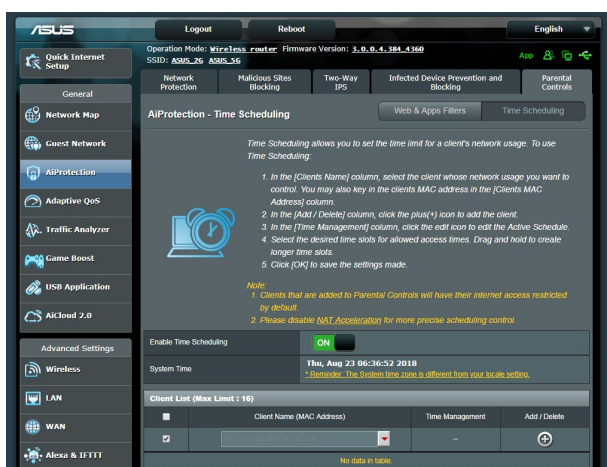 ASUS
Logout
Reboot
English
Operation Mode: Wireless router Firmware Version: 3.0.0.4.384_4360
SSID: ASUS_2G ASUS_5G
App
Quick Internet
Setup
General
Network Map
Guest Network
AiProtection
Adaptive QoS
Traffic Analyzer
Game Boost
USB Application
AiCloud 2.0
Advanced Settings
Wireless
LAN
WAN
Alexa & IFTTT
Network
Protection
Malicious Sites
Blocking
Two-Way
IPS
Infected Device Prevention and
Blocking
Parental
Controls
AiProtection - Time Scheduling
Web & Apps Filters
Time Scheduling
Time Scheduling allows you to set the time limit for a client's network usage. To use
Time Scheduling:
1. In the [Clients Name] column, select the client whose network usage you want to
control. You may also key in the clients MAC address in the [Clients MAC
Address] column.
2. In the [Add / Delete] column, click the plus(+) icon to add the client.
3. In the [Time Management] column, click the edit icon to edit the Active Schedule.
4. Select the desired time slots for allowed access times. Drag and hold to create
longer time slots.
5. Click [OK] to save the settings made.
Note:
1. Clients that are added to Parental Controls will have their internet access restricted
by default.
2. Please disable NAT Acceleration for more precise scheduling control.
Enable Time Scheduling
ON
System Time
Thu, Aug 23 06:36:52 2018
* Reminder: The System time zone is different from your locale setting.
Client List (Max Limit : 16)
Client Name (MAC Address)
Time Management
Add / Delete
--
No data in table.